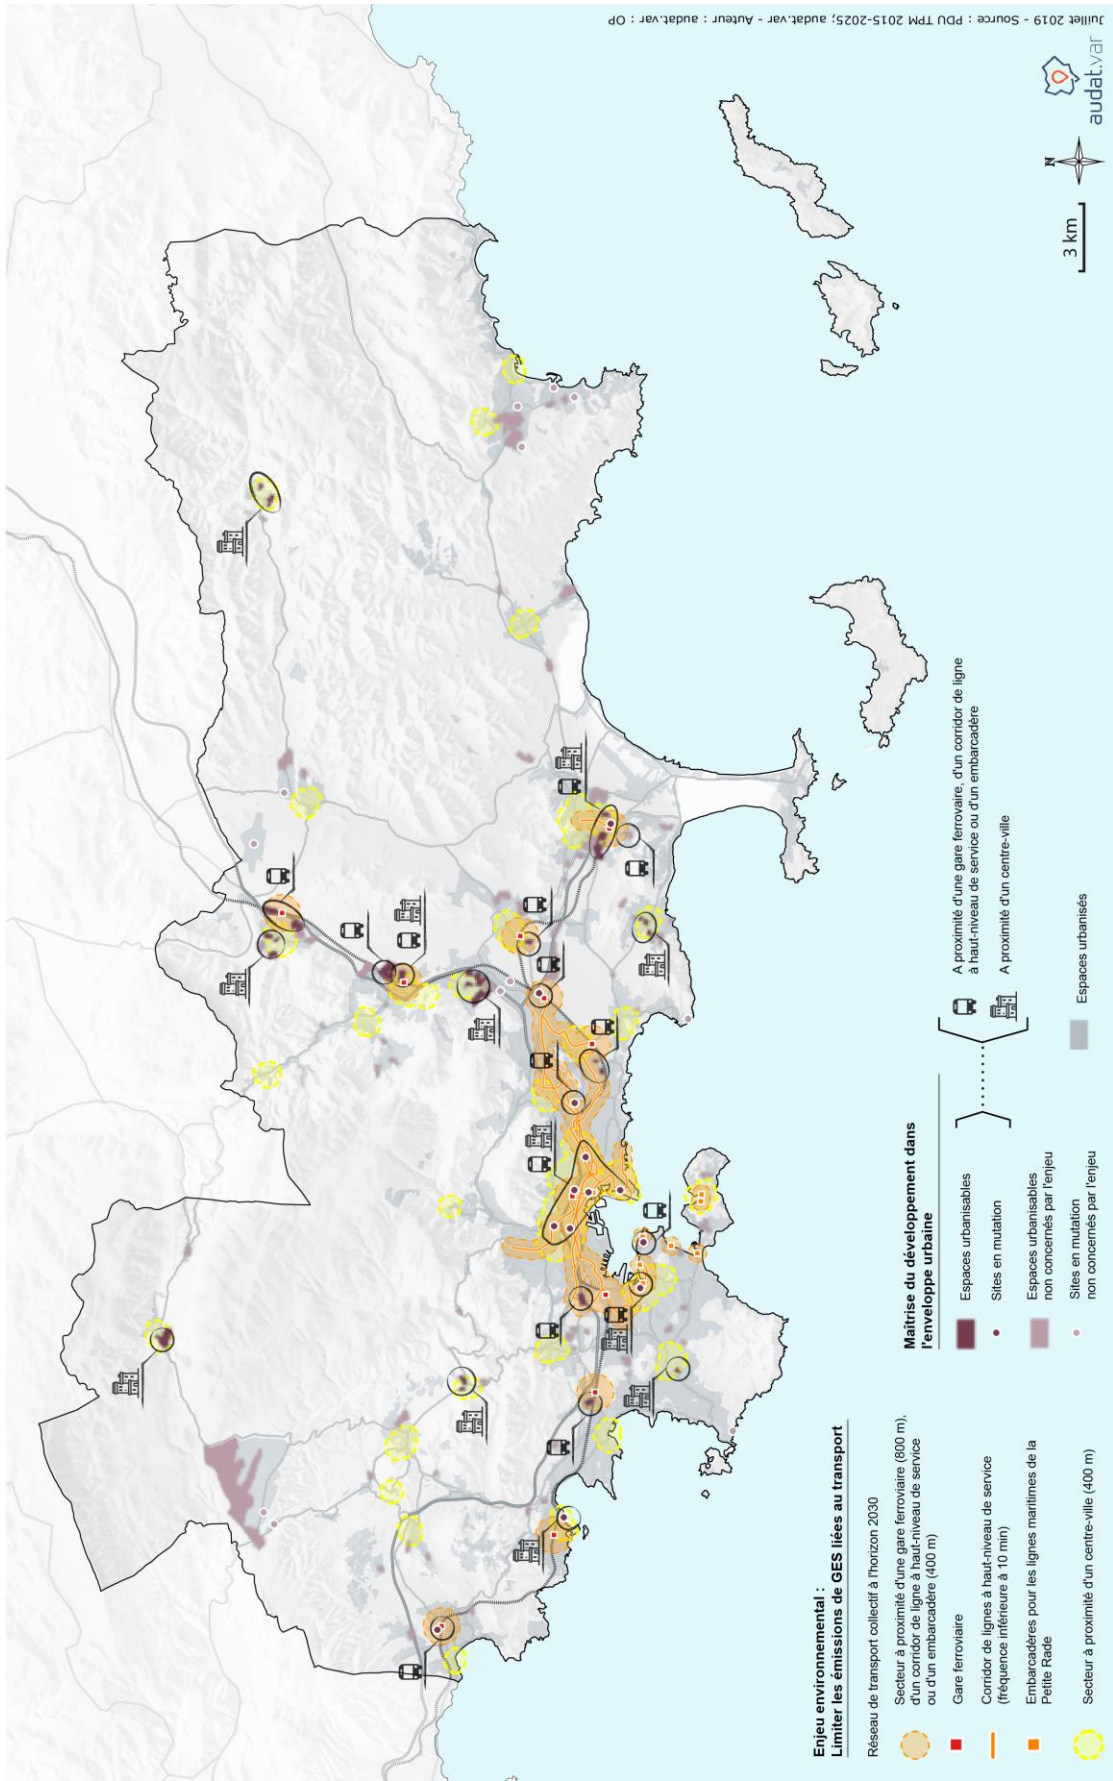 Juillet 2019 - Source : PDU TPM 2015-2025; audat.var - Auteur : audat.var : OP
audat.var
N
3 km
Enjeu environnemental :
Limiter les émissions de GES liées au transport
Réseau de transport collectif à l'horizon 2030
Secteur à proximité d'une gare ferroviaire (800 m),
d'un corridor de ligne à haut-niveau de service
ou d'un embarcadère (400 m)
Gare ferroviaire
Corridor de lignes à haut-niveau de service
(fréquence inférieure à 10 min)
Embarcadères pour les lignes maritimes de la
Petite Rade
Secteur à proximité d'un centre-ville (400 m)
Maîtrise du développement dans
l'enveloppe urbaine
Espaces urbanisables
Sites en mutation
Espaces urbanisables
non concernés par l'enjeu
Sites en mutation
non concernés par l'enjeu
A proximité d'une gare ferrovaire, d'un corridor de ligne
à haut-niveau de service ou d'un embarcadère
A proximité d'un centre-ville
Espaces urbanisés